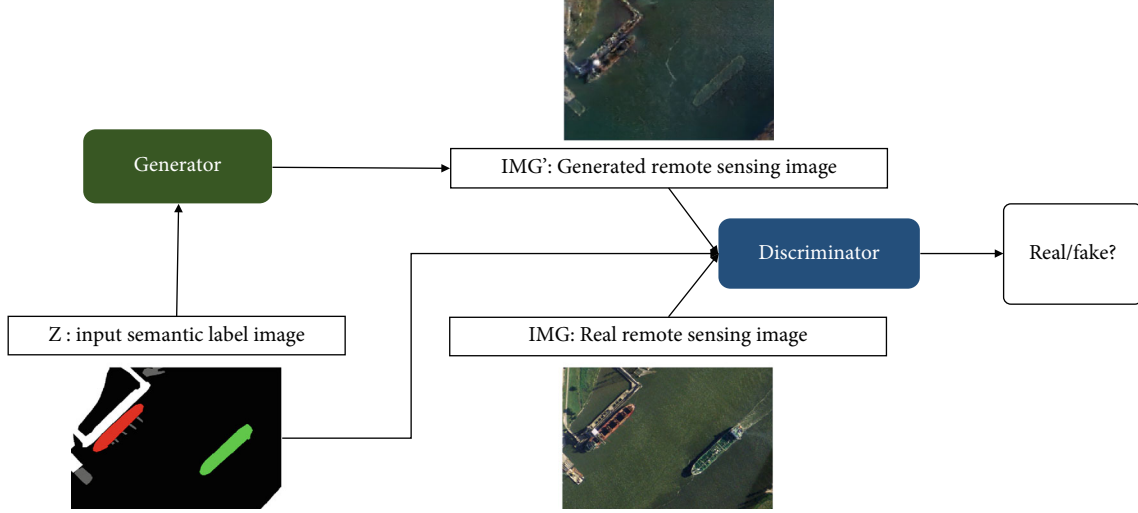 Generator
IMG’: Generated remote sensing image
Discriminator
Real/fake?
Z : input semantic label image
IMG: Real remote sensing image